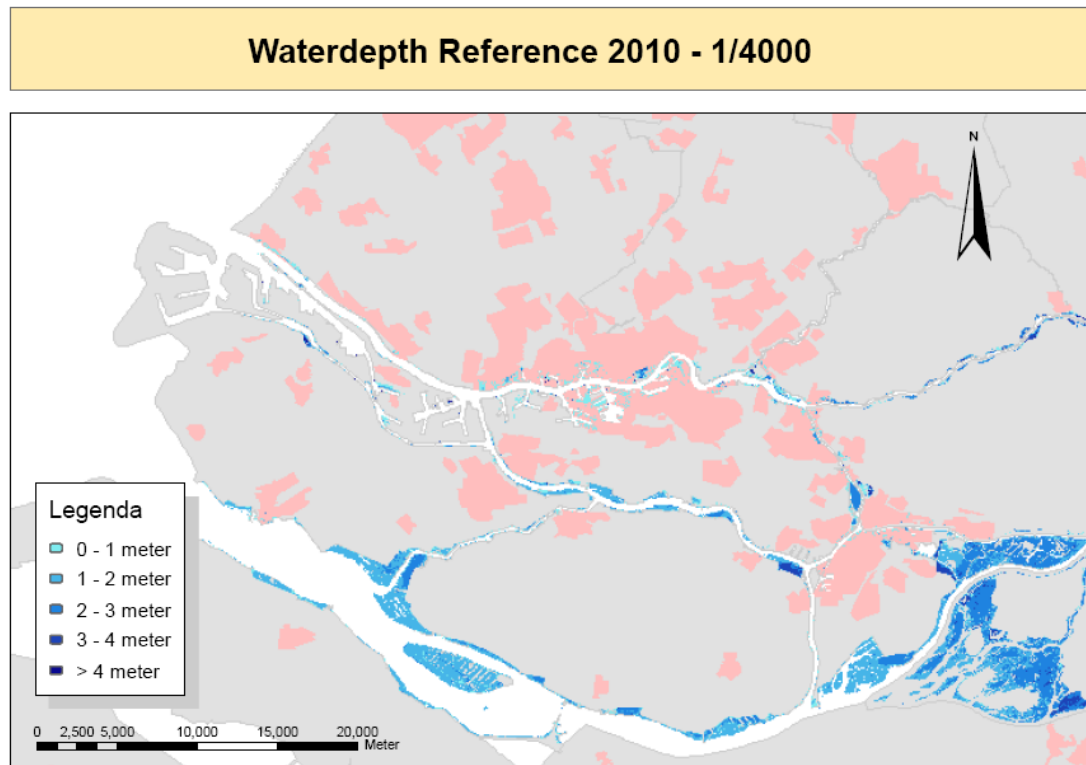 Waterdepth Reference 2010 - 1/4000
N
Legenda
0 - 1 meter
1 - 2 meter
2 - 3 meter
3 - 4 meter
> 4 meter
0 2,500 5,000 10,000 15,000 20,000
Meter